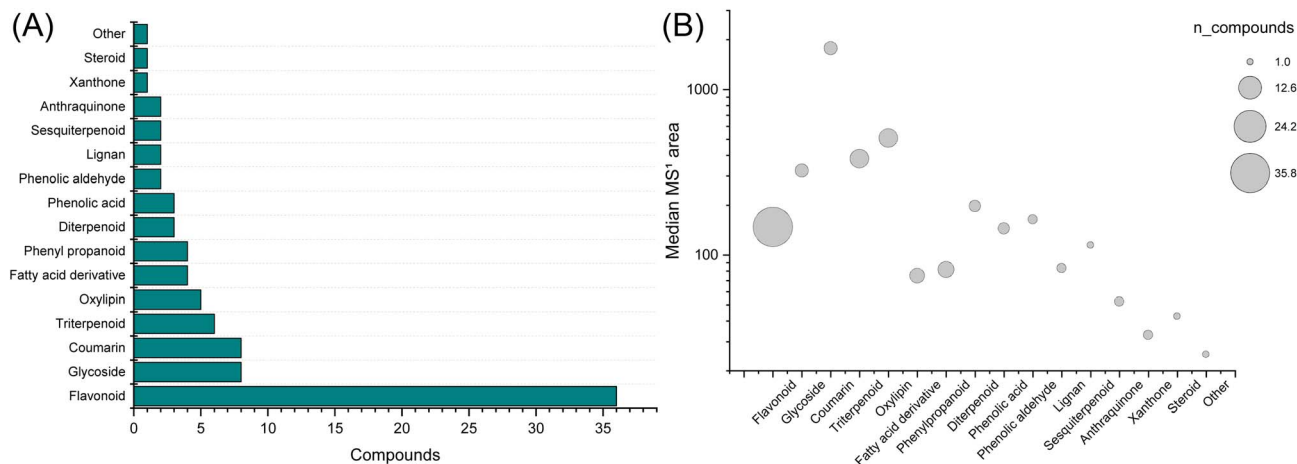 (A)
Other
Steroid
Xanthone
Anthraquinone
Sesquiterpenoid
Lignan
Phenolic aldehyde
Phenolic acid
Diterpenoid
Phenyl propanoid
Fatty acid derivative
Oxylipin
Triterpenoid
Coumarin
Glycoside
Flavonoid
0 5 10 15 20 25 30 35
Compounds
(B)
n_compounds
1.0
12.6
24.2
35.8
1000
100
Median MS¹ area
Flavonoid
Glycoside
Coumarin
Triterpenoid
Oxylipin
Fatty acid derivative
Phenylpropanoid
Diterpenoid
Phenolic acid
Phenolic aldehyde
Lignan
Sesquiterpenoid
Anthraquinone
Xanthone
Steroid
Other